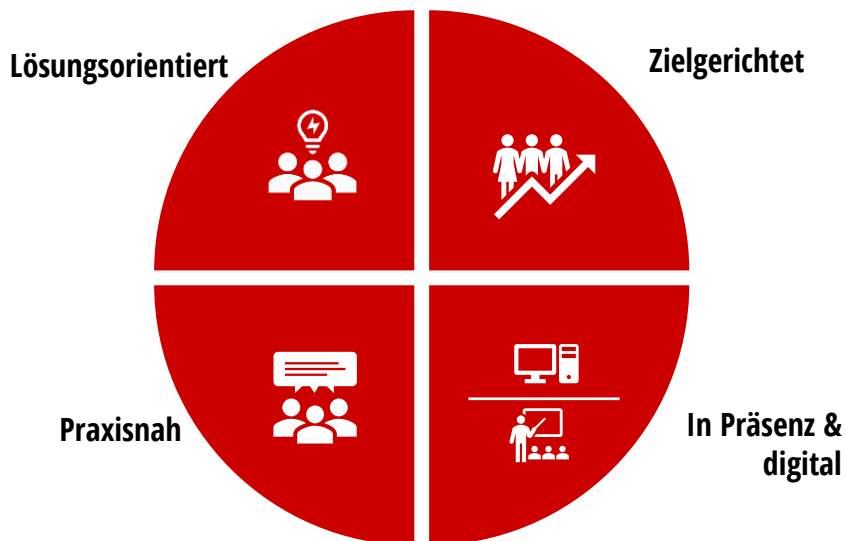 Lösungsorientiert
Zielgerichtet
Praxisnah
In Präsenz &
digital